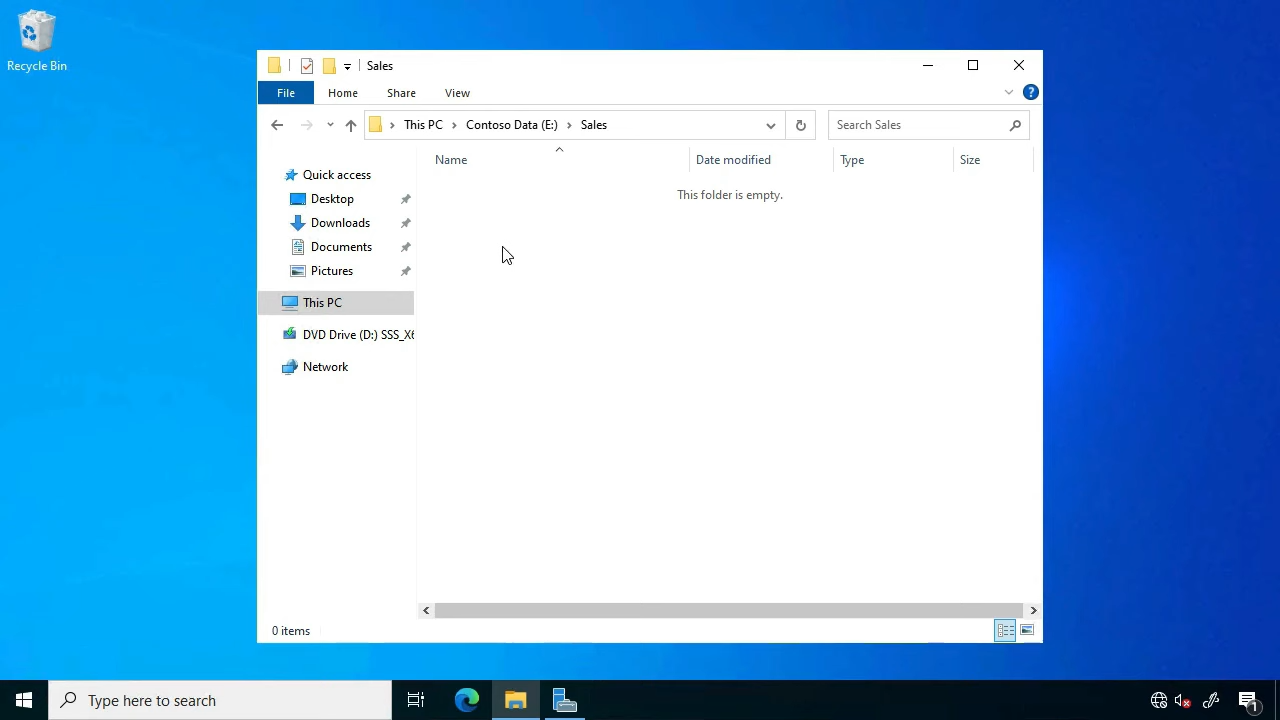 Recycle Bin
Sales
File
Home
Share
View
This PC
Contoso Data (E:)
Sales
Search Sales
Name
Date modified
Type
Size
This folder is empty.
Quick access
Desktop
Downloads
Documents
Pictures
This PC
DVD Drive (D:) SSS_X6
Network
0 items
Type here to search
1